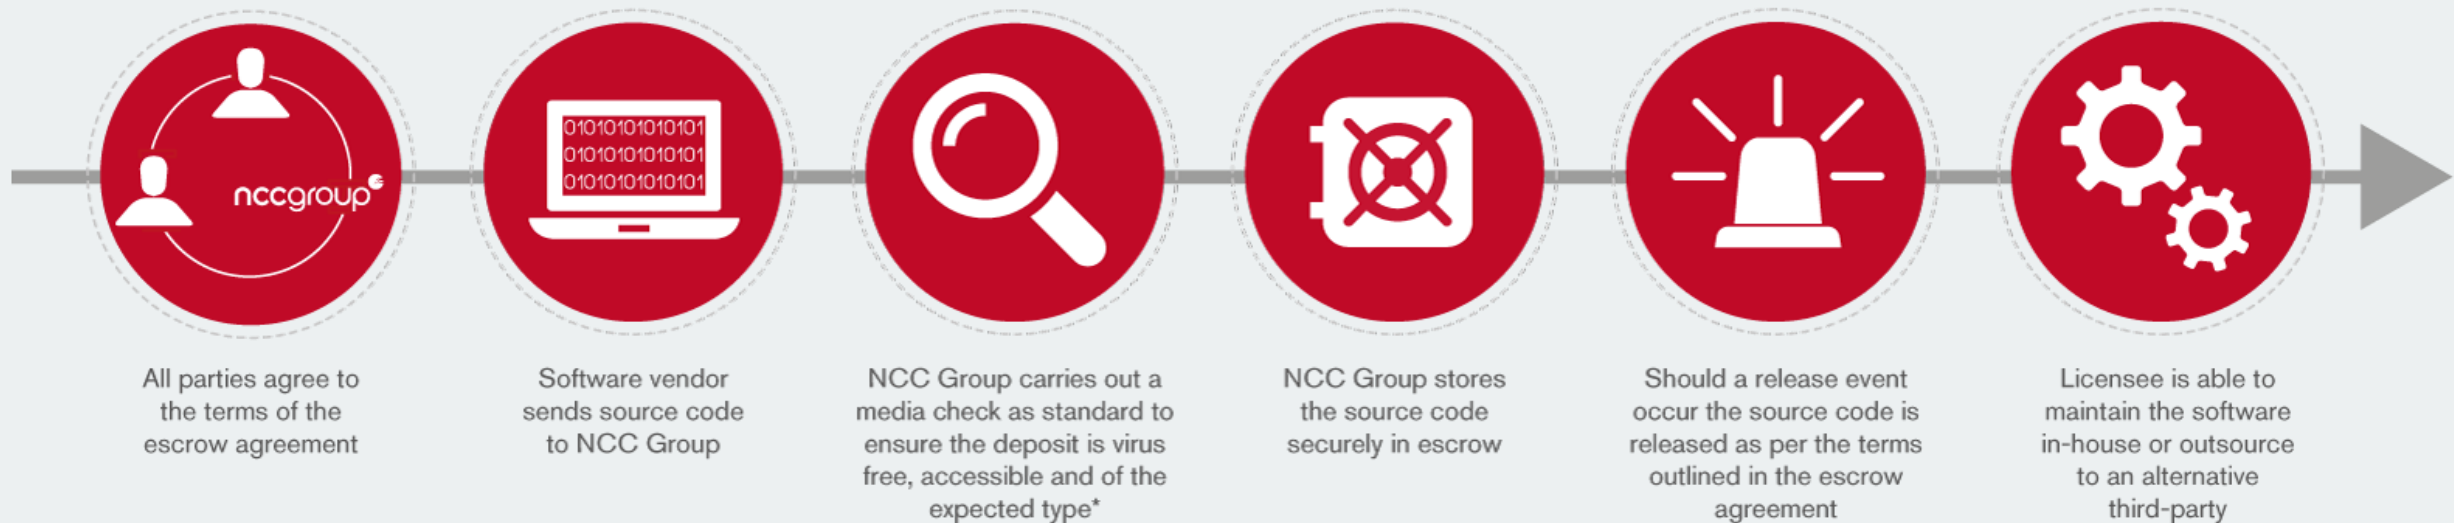 nccgroup
01010101010101
01010101010101
01010101010101
All parties agree to
the terms of the
escrow agreement
Software vendor
sends source code
to NCC Group
NCC Group carries out a
media check as standard to
ensure the deposit is virus
free, accessible and of the
expected type*
NCC Group stores
the source code
securely in escrow
Should a release event
occur the source code is
released as per the terms
outlined in the escrow
agreement
Licensee is able to
maintain the software
in-house or outsource
to an alternative
third-party